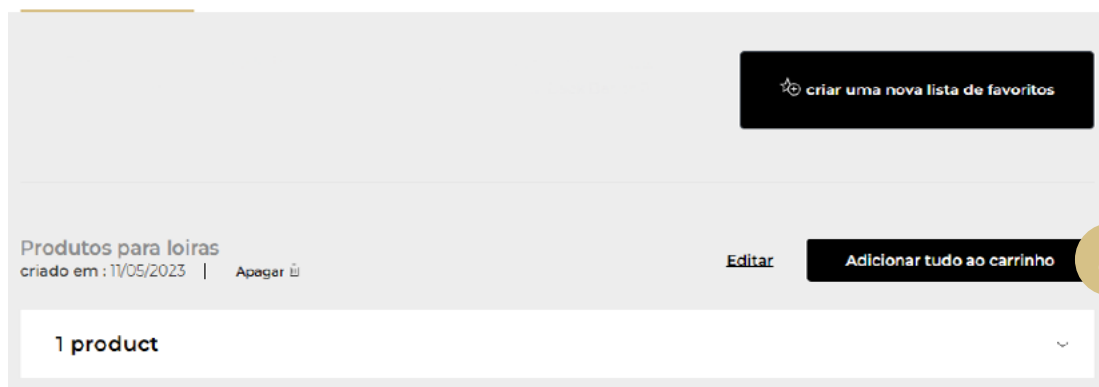 criar uma nova lista de favoritos
Produtos para loiras
criado em : 11/05/2023 | Apagar
Editar
Adicionar tudo ao carrinho
1 product